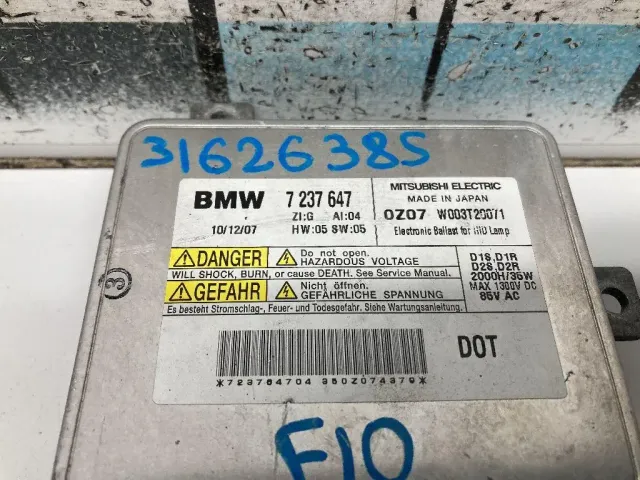 31626385
BMW 7 237 647
ZI:G AI:04
10/12/07 HW:05 SW:05
MITSUBISHI ELECTRIC
MADE IN JAPAN
0Z07 W003T20071
Electronic Ballast for HID Lamp
DANGER Do not open.
HAZARDOUS VOLTAGE
WILL SHOCK, BURN, or cause DEATH. See Service Manual.
GEFAHR Nicht öffnen.
GEFÄHRLICHE SPANNUNG
Es besteht Stromschlag-, Feuer- und Todesgefahr. Siehe Wartungsanleitung.
D1S,D1R
D2S,D2R
2000H/35W
MAX 1300V DC
85V AC
3
DOT
*723764704 350Z074379*
F10